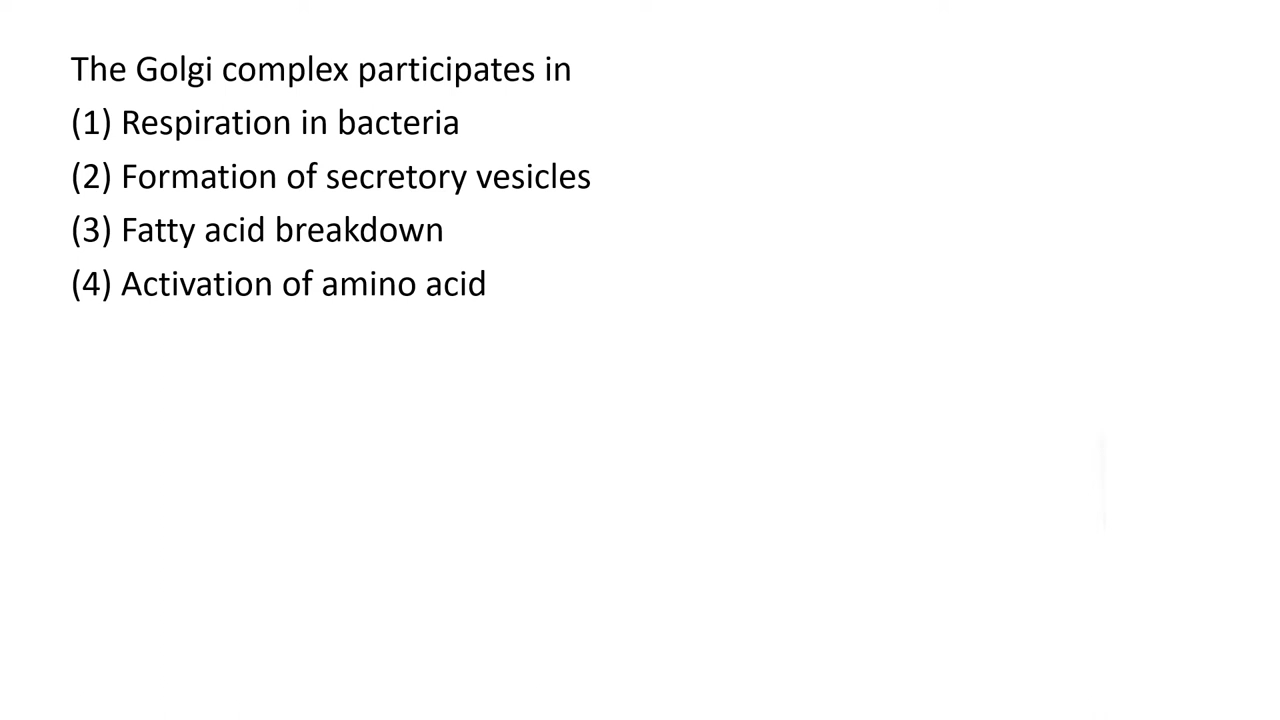 The Golgi complex participates in
(1) Respiration in bacteria
(2) Formation of secretory vesicles
(3) Fatty acid breakdown
(4) Activation of amino acid